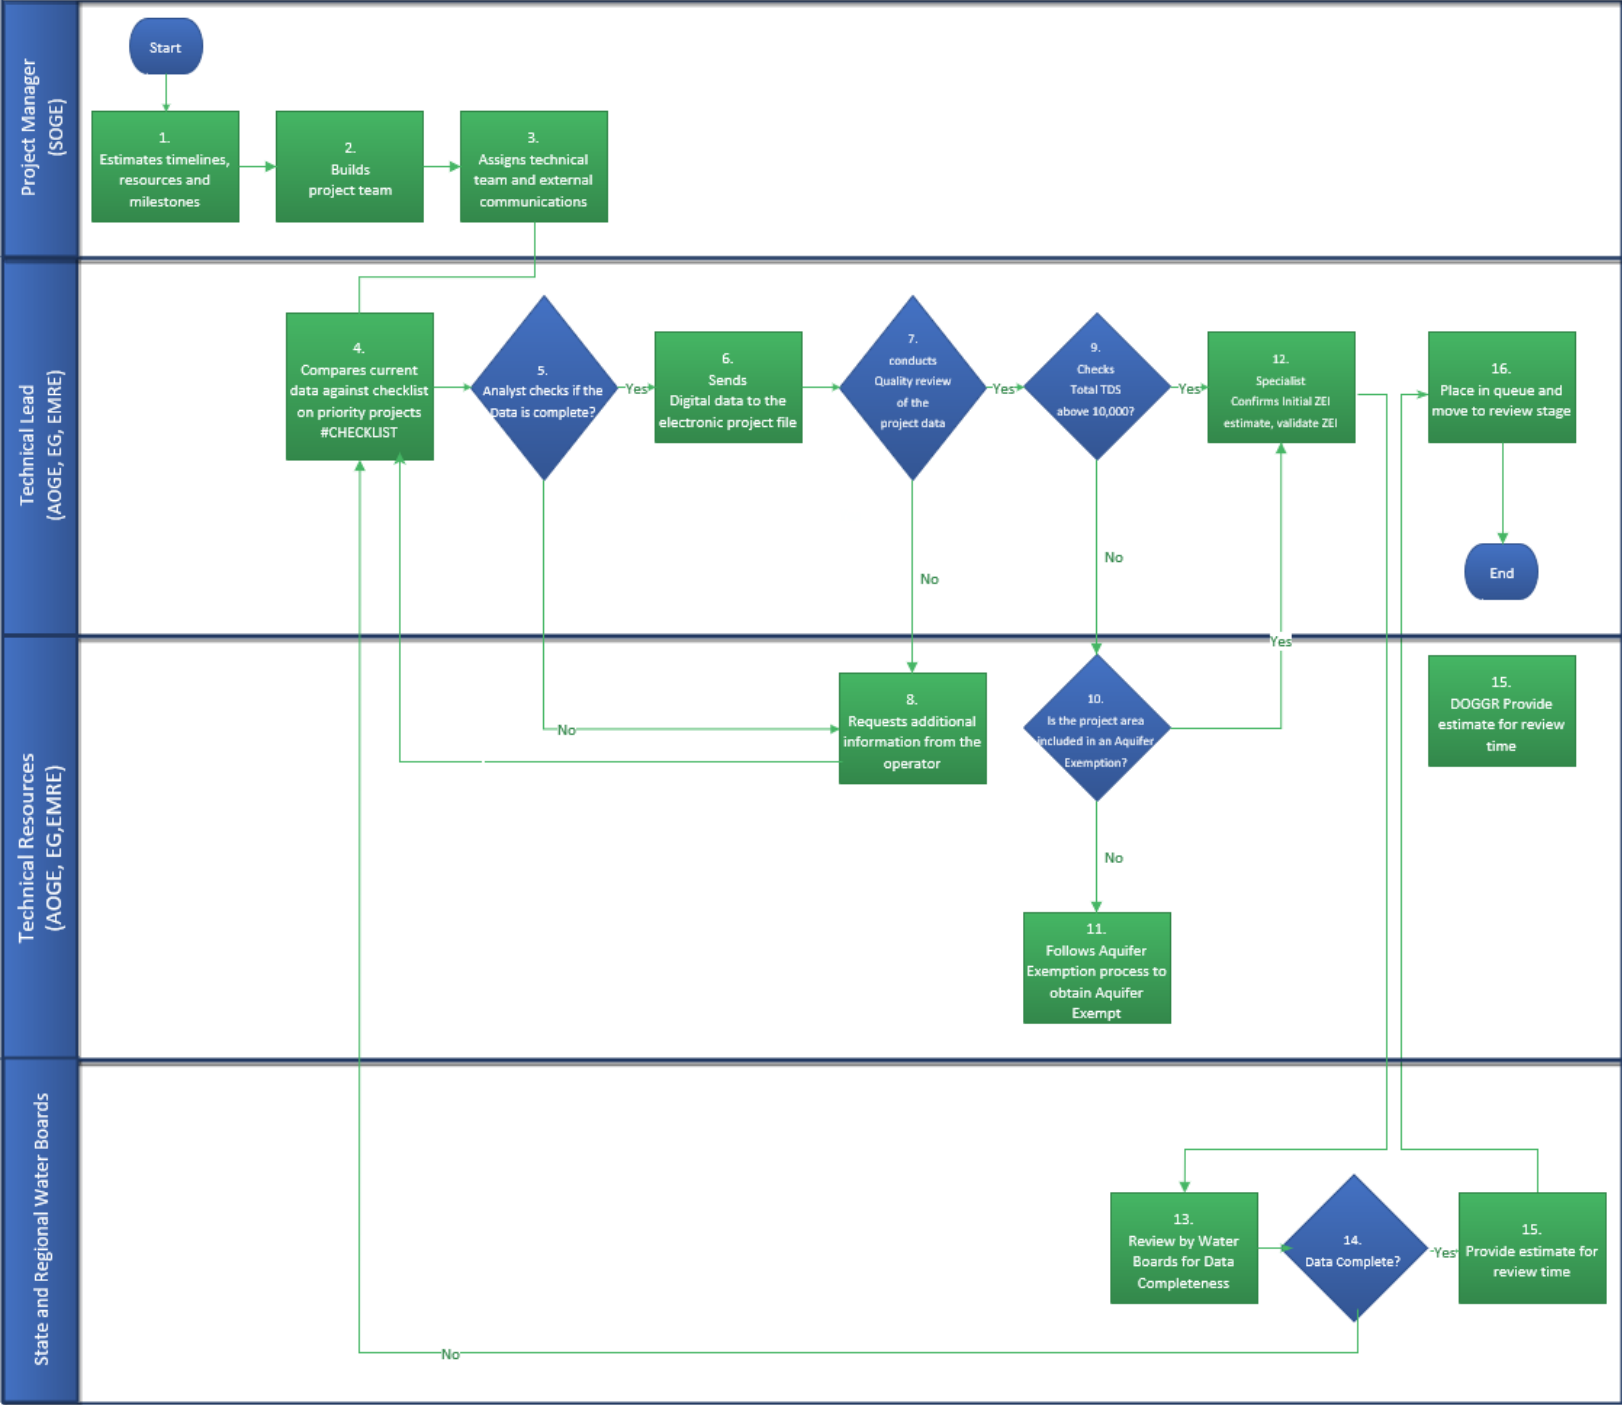 Project Manager
(SOGE)
Start
1.
Estimates timelines,
resources and
milestones
2.
Builds
project team
3.
Assigns technical
team and external
communications
Technical Lead
(AOGE, EG, EMRE)
4.
Compares current
data against checklist
on priority projects
#CHECKLIST
5.
Analyst checks if the
Data is complete?
Yes
6.
Sends
Digital data to the
electronic project file
7.
conducts
Quality review
of the
project data
Yes
9.
Checks
Total TDS
above 10,000?
Yes
12.
Specialist
Confirms Initial ZEI
estimate, validate ZEI
16.
Place in queue and
move to review stage
No
No
End
Yes
Technical Resources
(AOGE, EG,EMRE)
No
8.
Requests additional
information from the
operator
10.
Is the project area
included in an Aquifer
Exemption?
15.
DOGGR Provide
estimate for review
time
No
11.
Follows Aquifer
Exemption process to
obtain Aquifer
Exempt
State and Regional Water Boards
13.
Review by Water
Boards for Data
Completeness
14.
Data Complete?
Yes
15.
Provide estimate for
review time
No